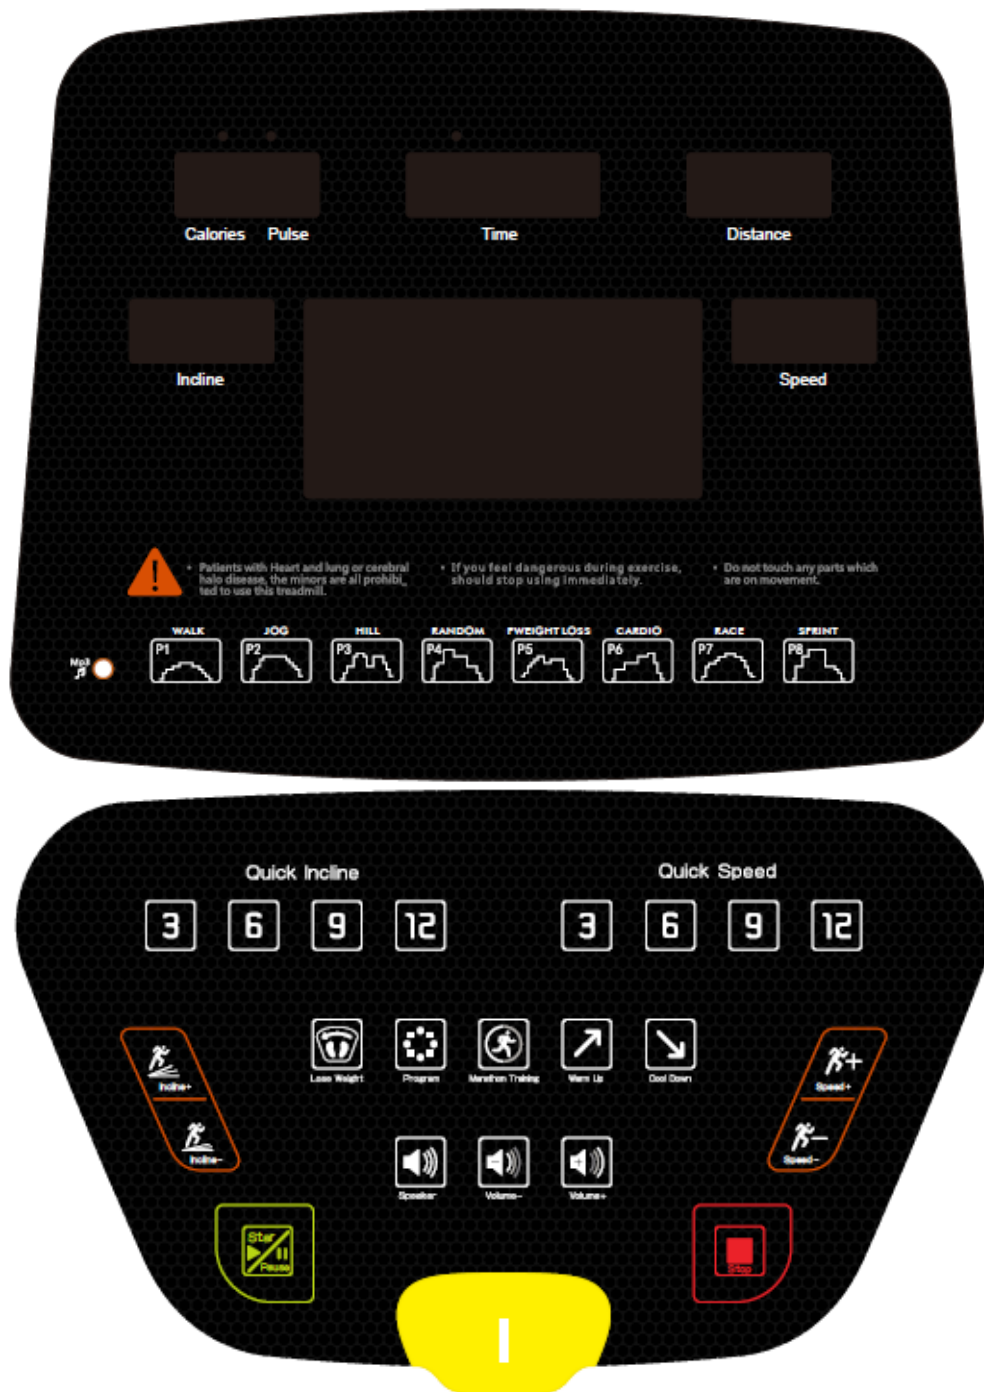 Calories Pulse
Time
Distance
Incline
Speed
• Patients with Heart and lung or cerebral
halo disease, the minors are all prohibi_
ted to use this treadmill.
• If you feel dangerous during exercise,
should stop using immediately.
• Do not touch any parts which
are on movement.
WALK
JOG
HILL
RANDOM
PWEIGHT LOSS
CARDIO
RACE
SPRINT
P1
P2
P3
P4
P5
P6
P7
P8
Mp3
Quick Incline
Quick Speed
3 6 9 12
3 6 9 12
Incline+
Incline-
Lose Weight
Program
Marathon Training
Warm Up
Cool Down
Speed+
Speed-
Speaker
Volume-
Volume+
Star
Pause
Stop